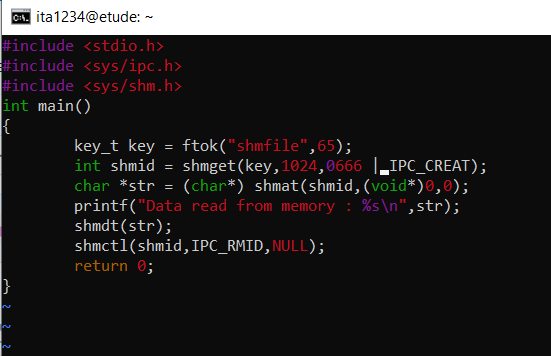 ita1234@etude: ~
#include <stdio.h>
#include <sys/ipc.h>
#include <sys/shm.h>
int main()
{
        key_t key = ftok("shmfile",65);
        int shmid = shmget(key,1024,0666 | IPC_CREAT);
        char *str = (char*) shmat(shmid,(void*)0,0);
        printf("Data read from memory : %s\n",str);
        shmdt(str);
        shmctl(shmid,IPC_RMID,NULL);
        return 0;
}
~
~
~